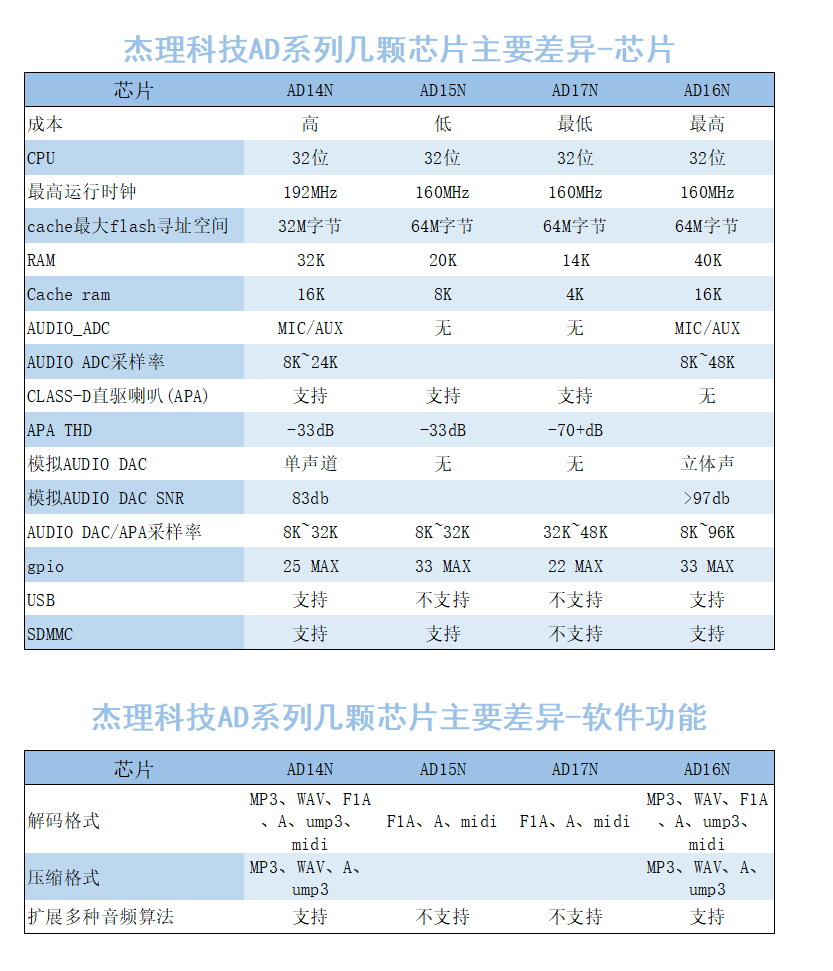 杰理科技AD系列几颗芯片主要差异-芯片
芯片 AD14N AD15N AD17N AD16N
成本 高 低 最低 最高
CPU 32位 32位 32位 32位
最高运行时钟 192MHz 160MHz 160MHz 160MHz
cache最大flash寻址空间 32M字节 64M字节 64M字节 64M字节
RAM 32K 20K 14K 40K
Cache ram 16K 8K 4K 16K
AUDIO_ADC MIC/AUX 无 无 MIC/AUX
AUDIO ADC采样率 8K~24K 8K~48K
CLASS-D直驱喇叭(APA) 支持 支持 支持 无
APA THD -33dB -33dB -70+dB
模拟AUDIO DAC 单声道 无 无 立体声
模拟AUDIO DAC SNR 83db >97db
AUDIO DAC/APA采样率 8K~32K 8K~32K 32K~48K 8K~96K
gpio 25 MAX 33 MAX 22 MAX 33 MAX
USB 支持 不支持 不支持 支持
SDMMC 支持 支持 不支持 支持
杰理科技AD系列几颗芯片主要差异-软件功能
芯片 AD14N AD15N AD17N AD16N
MP3、WAV、F1A MP3、WAV、F1A
解码格式 、A、ump3、 F1A、A、midi F1A、A、midi 、A、ump3、
midi midi
MP3、WAV、A、 MP3、WAV、A、
压缩格式 ump3 ump3
扩展多种音频算法 支持 不支持 不支持 支持